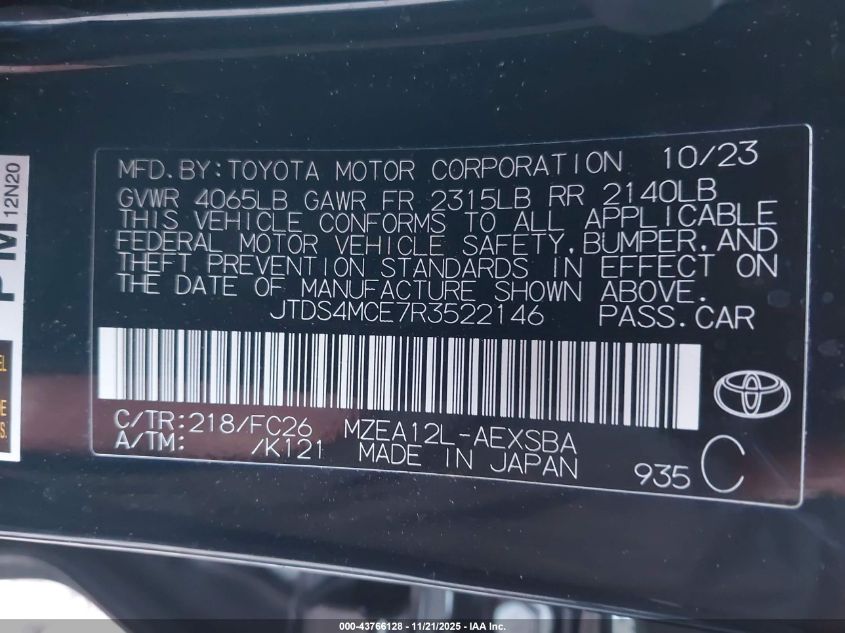 MFD.BY:TOYOTA MOTOR CORPORATION 10/23
GVWR 4065LB GAWR FR 2315LB RR 2140LB
THIS VEHICLE CONFORMS TO ALL APPLICABLE
FEDERAL MOTOR VEHICLE SAFETY,BUMPER,AND
THEFT PREVENTION STANDARDS IN EFFECT ON
THE DATE OF MANUFACTURE SHOWN ABOVE.
JTDS4MCE7R3522146 PASS.CAR
C/TR:218/FC26 MZEA12L-AEXSBA
A/TM: /K121 MADE IN JAPAN
935 C
PM
12N20
000-43766128 - 11/21/2025 - IAA Inc.